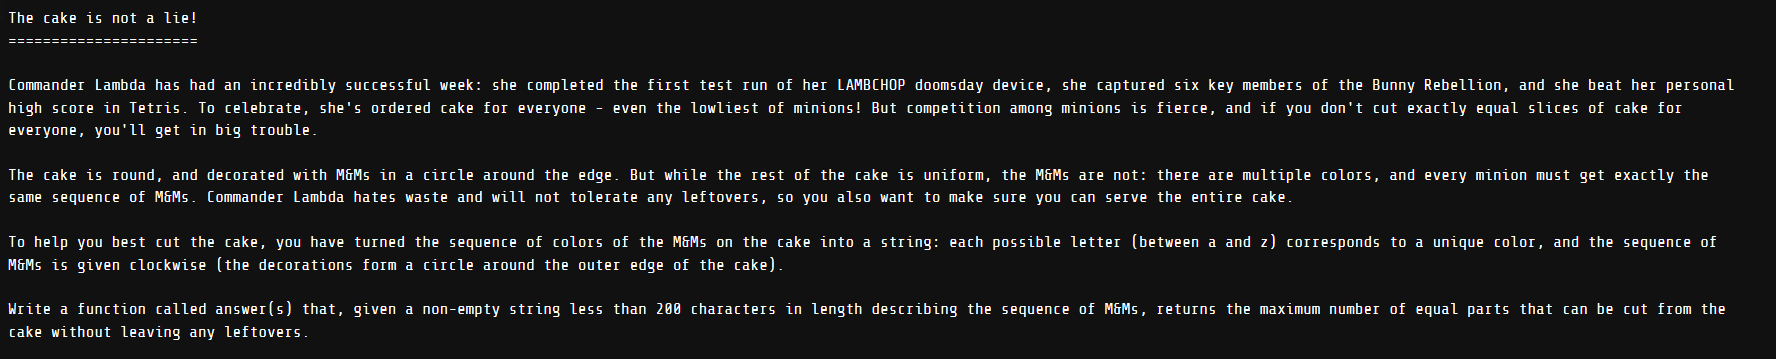 The cake is not a lie!
======================
Commander Lambda has had an incredibly successful week: she completed the first test run of her LAMBCHOP doomsday device, she captured six key members of the Bunny Rebellion, and she beat her personal
high score in Tetris. To celebrate, she's ordered cake for everyone - even the lowliest of minions! But competition among minions is fierce, and if you don't cut exactly equal slices of cake for
everyone, you'll get in big trouble.
The cake is round, and decorated with M&Ms in a circle around the edge. But while the rest of the cake is uniform, the M&Ms are not: there are multiple colors, and every minion must get exactly the
same sequence of M&Ms. Commander Lambda hates waste and will not tolerate any leftovers, so you also want to make sure you can serve the entire cake.
To help you best cut the cake, you have turned the sequence of colors of the M&Ms on the cake into a string: each possible letter (between a and z) corresponds to a unique color, and the sequence of
M&Ms is given clockwise (the decorations form a circle around the outer edge of the cake).
Write a function called answer(s) that, given a non-empty string less than 200 characters in length describing the sequence of M&Ms, returns the maximum number of equal parts that can be cut from the
cake without leaving any leftovers.